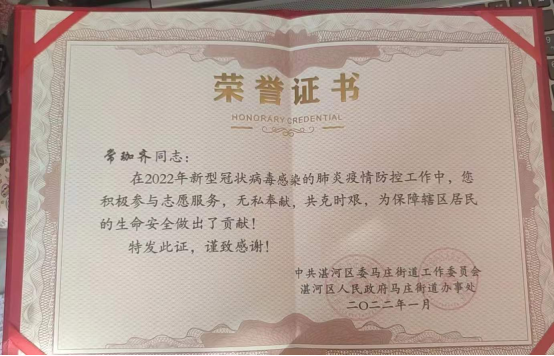 荣誉证书
HONORARY CREDENTIAL
常珈齐同志：
在2022年新型冠状病毒感染的肺炎疫情防控工作中，您
积极参与志愿服务，无私奉献，共克时艰，为保障辖区居民
的生命安全做出了贡献！
特发此证，谨致感谢！
中共湛河区委马庄街道工作委员会
湛河区人民政府马庄街道办事处
二〇二二年一月